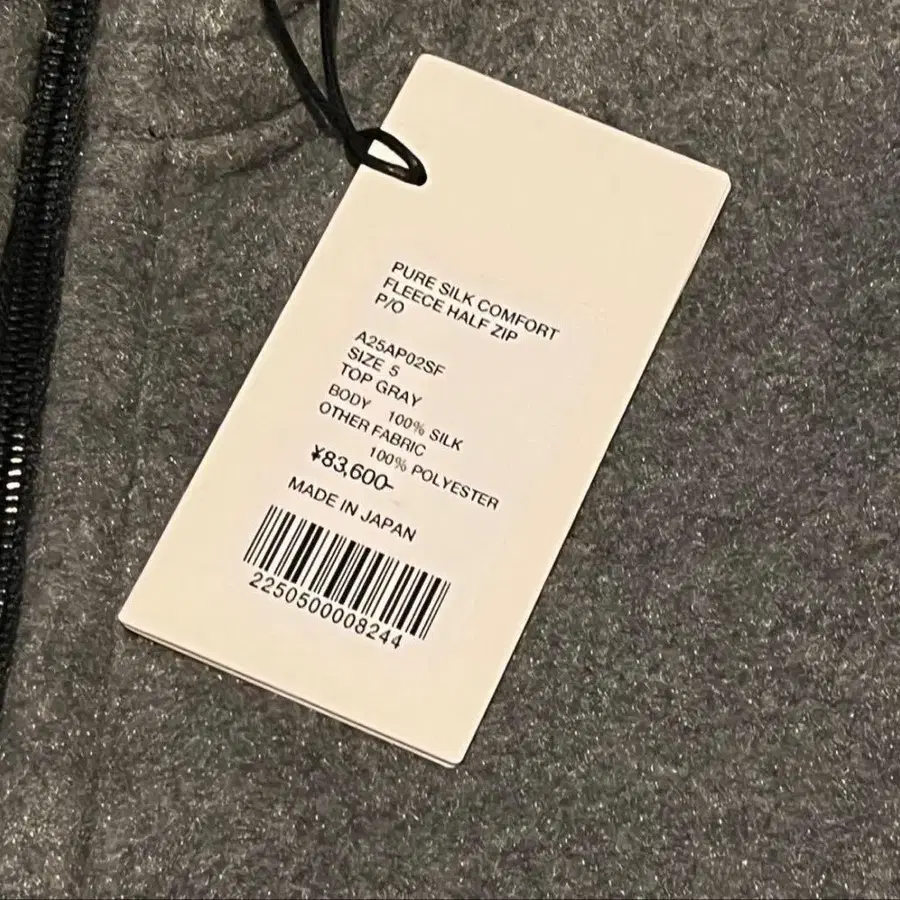 PURE SILK COMFORT
FLEECE HALF ZIP
P/O
A25AP02SF
SIZE 5
TOP GRAY
BODY 100% SILK
OTHER FABRIC
100% POLYESTER
¥83,600-
MADE IN JAPAN
2250500008244